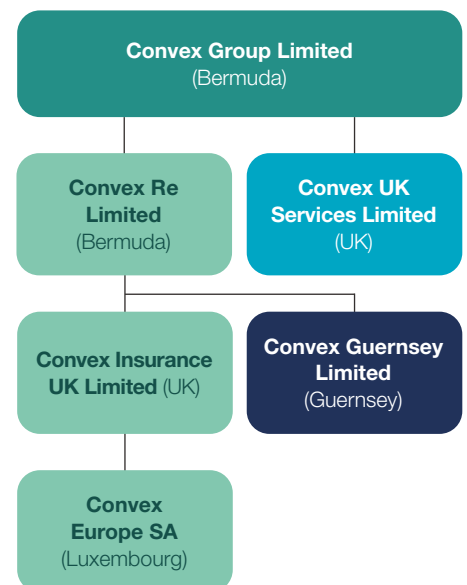 Convex Group Limited
(Bermuda)
Convex Re
Limited
(Bermuda)
Convex UK
Services Limited
(UK)
Convex Insurance
UK Limited (UK)
Convex Guernsey
Limited
(Guernsey)
Convex
Europe SA
(Luxembourg)